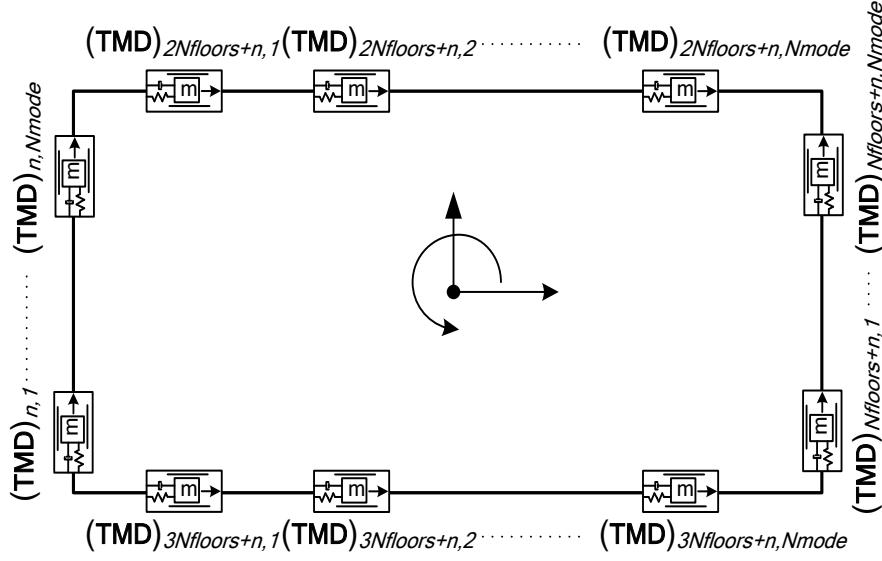 (TMD)2Nfloors+n,1 (TMD)2Nfloors+n,2 ........... (TMD)2Nfloors+n,Nmode
m m m
(TMD)n,Nmode
m
(TMD)Nfloors+n,Nmode
m
(TMD)n,1 ...........
m
(TMD)Nfloors+n,1 ....
m
m m m
(TMD)3Nfloors+n,1 (TMD)3Nfloors+n,2 ........... (TMD)3Nfloors+n,Nmode